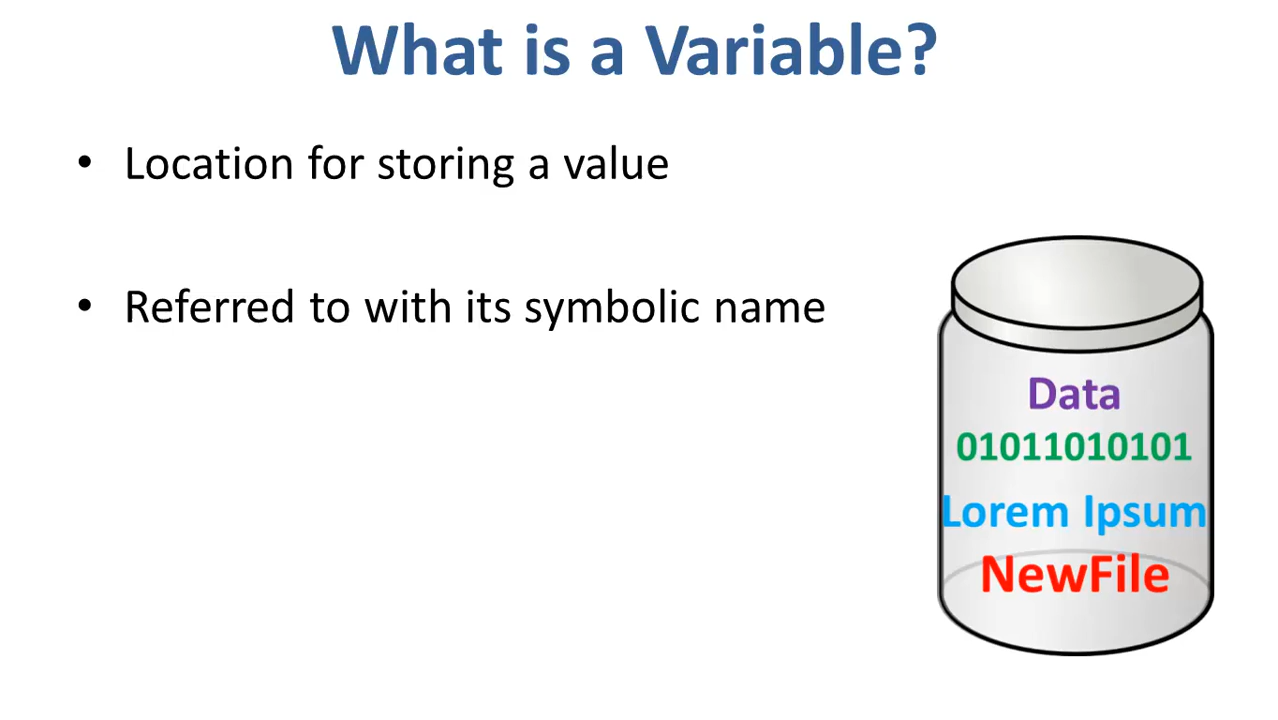 What is a Variable?
• Location for storing a value
• Referred to with its symbolic name
Data
01011010101
Lorem Ipsum
NewFile